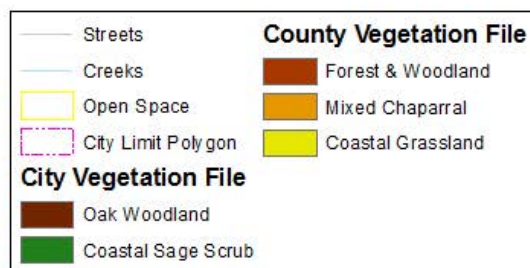 Streets
Creeks
Open Space
City Limit Polygon
City Vegetation File
Oak Woodland
Coastal Sage Scrub
County Vegetation File
Forest & Woodland
Mixed Chaparral
Coastal Grassland